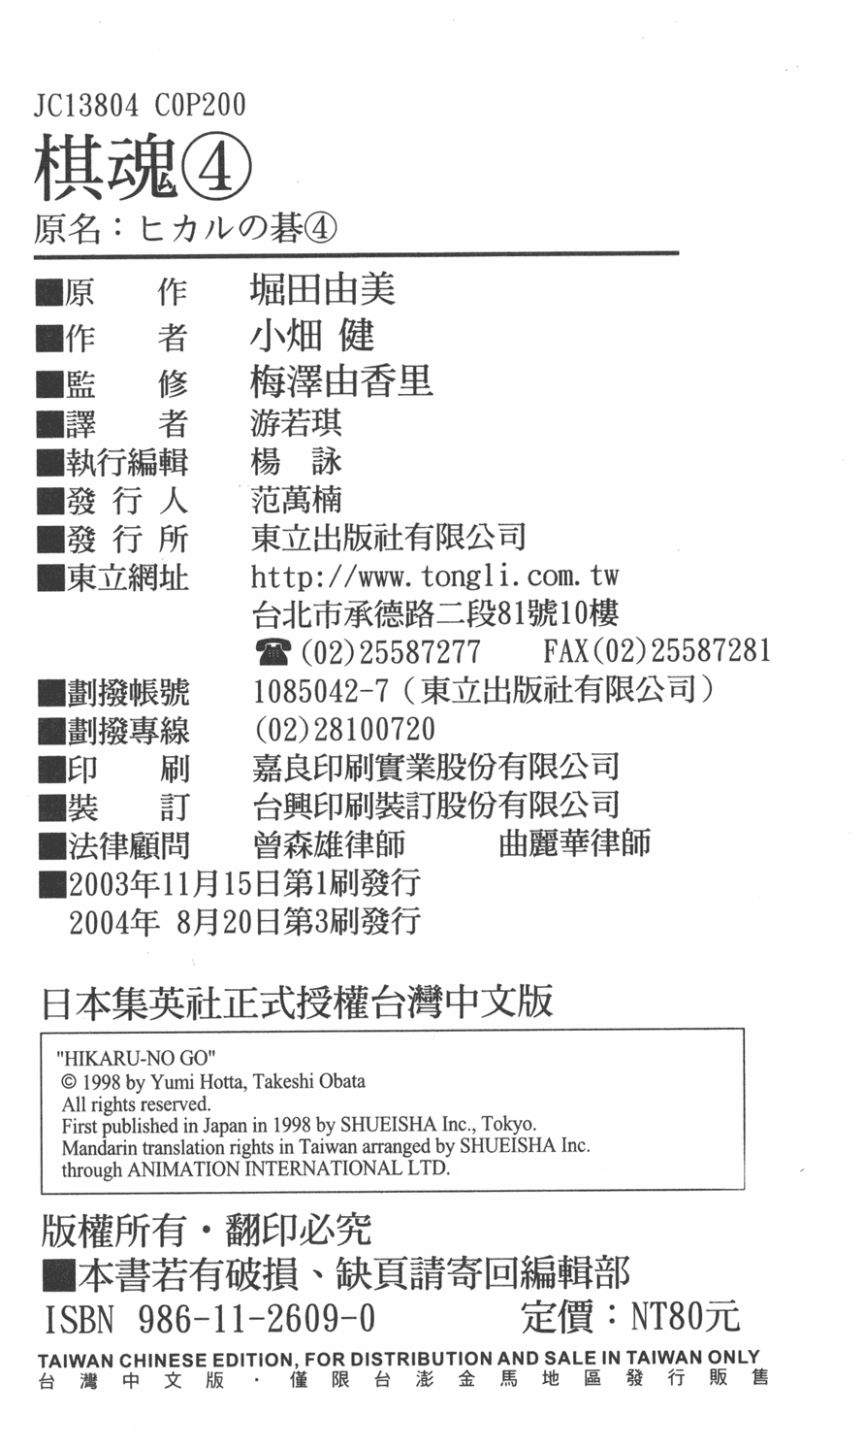 JC13804 C0P200
棋魂④
原名：ヒカルの碁④
■原　　作　堀田由美
■作　　者　小畑 健
■監　　修　梅澤由香里
■譯　　者　游若琪
■執行編輯　楊　詠
■發 行 人　范萬楠
■發 行 所　東立出版社有限公司
■東立網址　http://www.tongli.com.tw
台北市承德路二段81號10樓
☎(02)25587277　FAX(02)25587281
■劃撥帳號　1085042-7（東立出版社有限公司）
■劃撥專線　(02)28100720
■印　　刷　嘉良印刷實業股份有限公司
■裝　　訂　台興印刷裝訂股份有限公司
■法律顧問　曾森雄律師　　曲麗華律師
■2003年11月15日第1刷發行
2004年 8月20日第3刷發行
日本集英社正式授權台灣中文版
"HIKARU-NO GO"
© 1998 by Yumi Hotta, Takeshi Obata
All rights reserved.
First published in Japan in 1998 by SHUEISHA Inc., Tokyo.
Mandarin translation rights in Taiwan arranged by SHUEISHA Inc.
through ANIMATION INTERNATIONAL LTD.
版權所有・翻印必究
■本書若有破損、缺頁請寄回編輯部
ISBN 986-11-2609-0　　定價：NT80元
TAIWAN CHINESE EDITION, FOR DISTRIBUTION AND SALE IN TAIWAN ONLY
台灣中文版・僅限台澎金馬地區發行販售